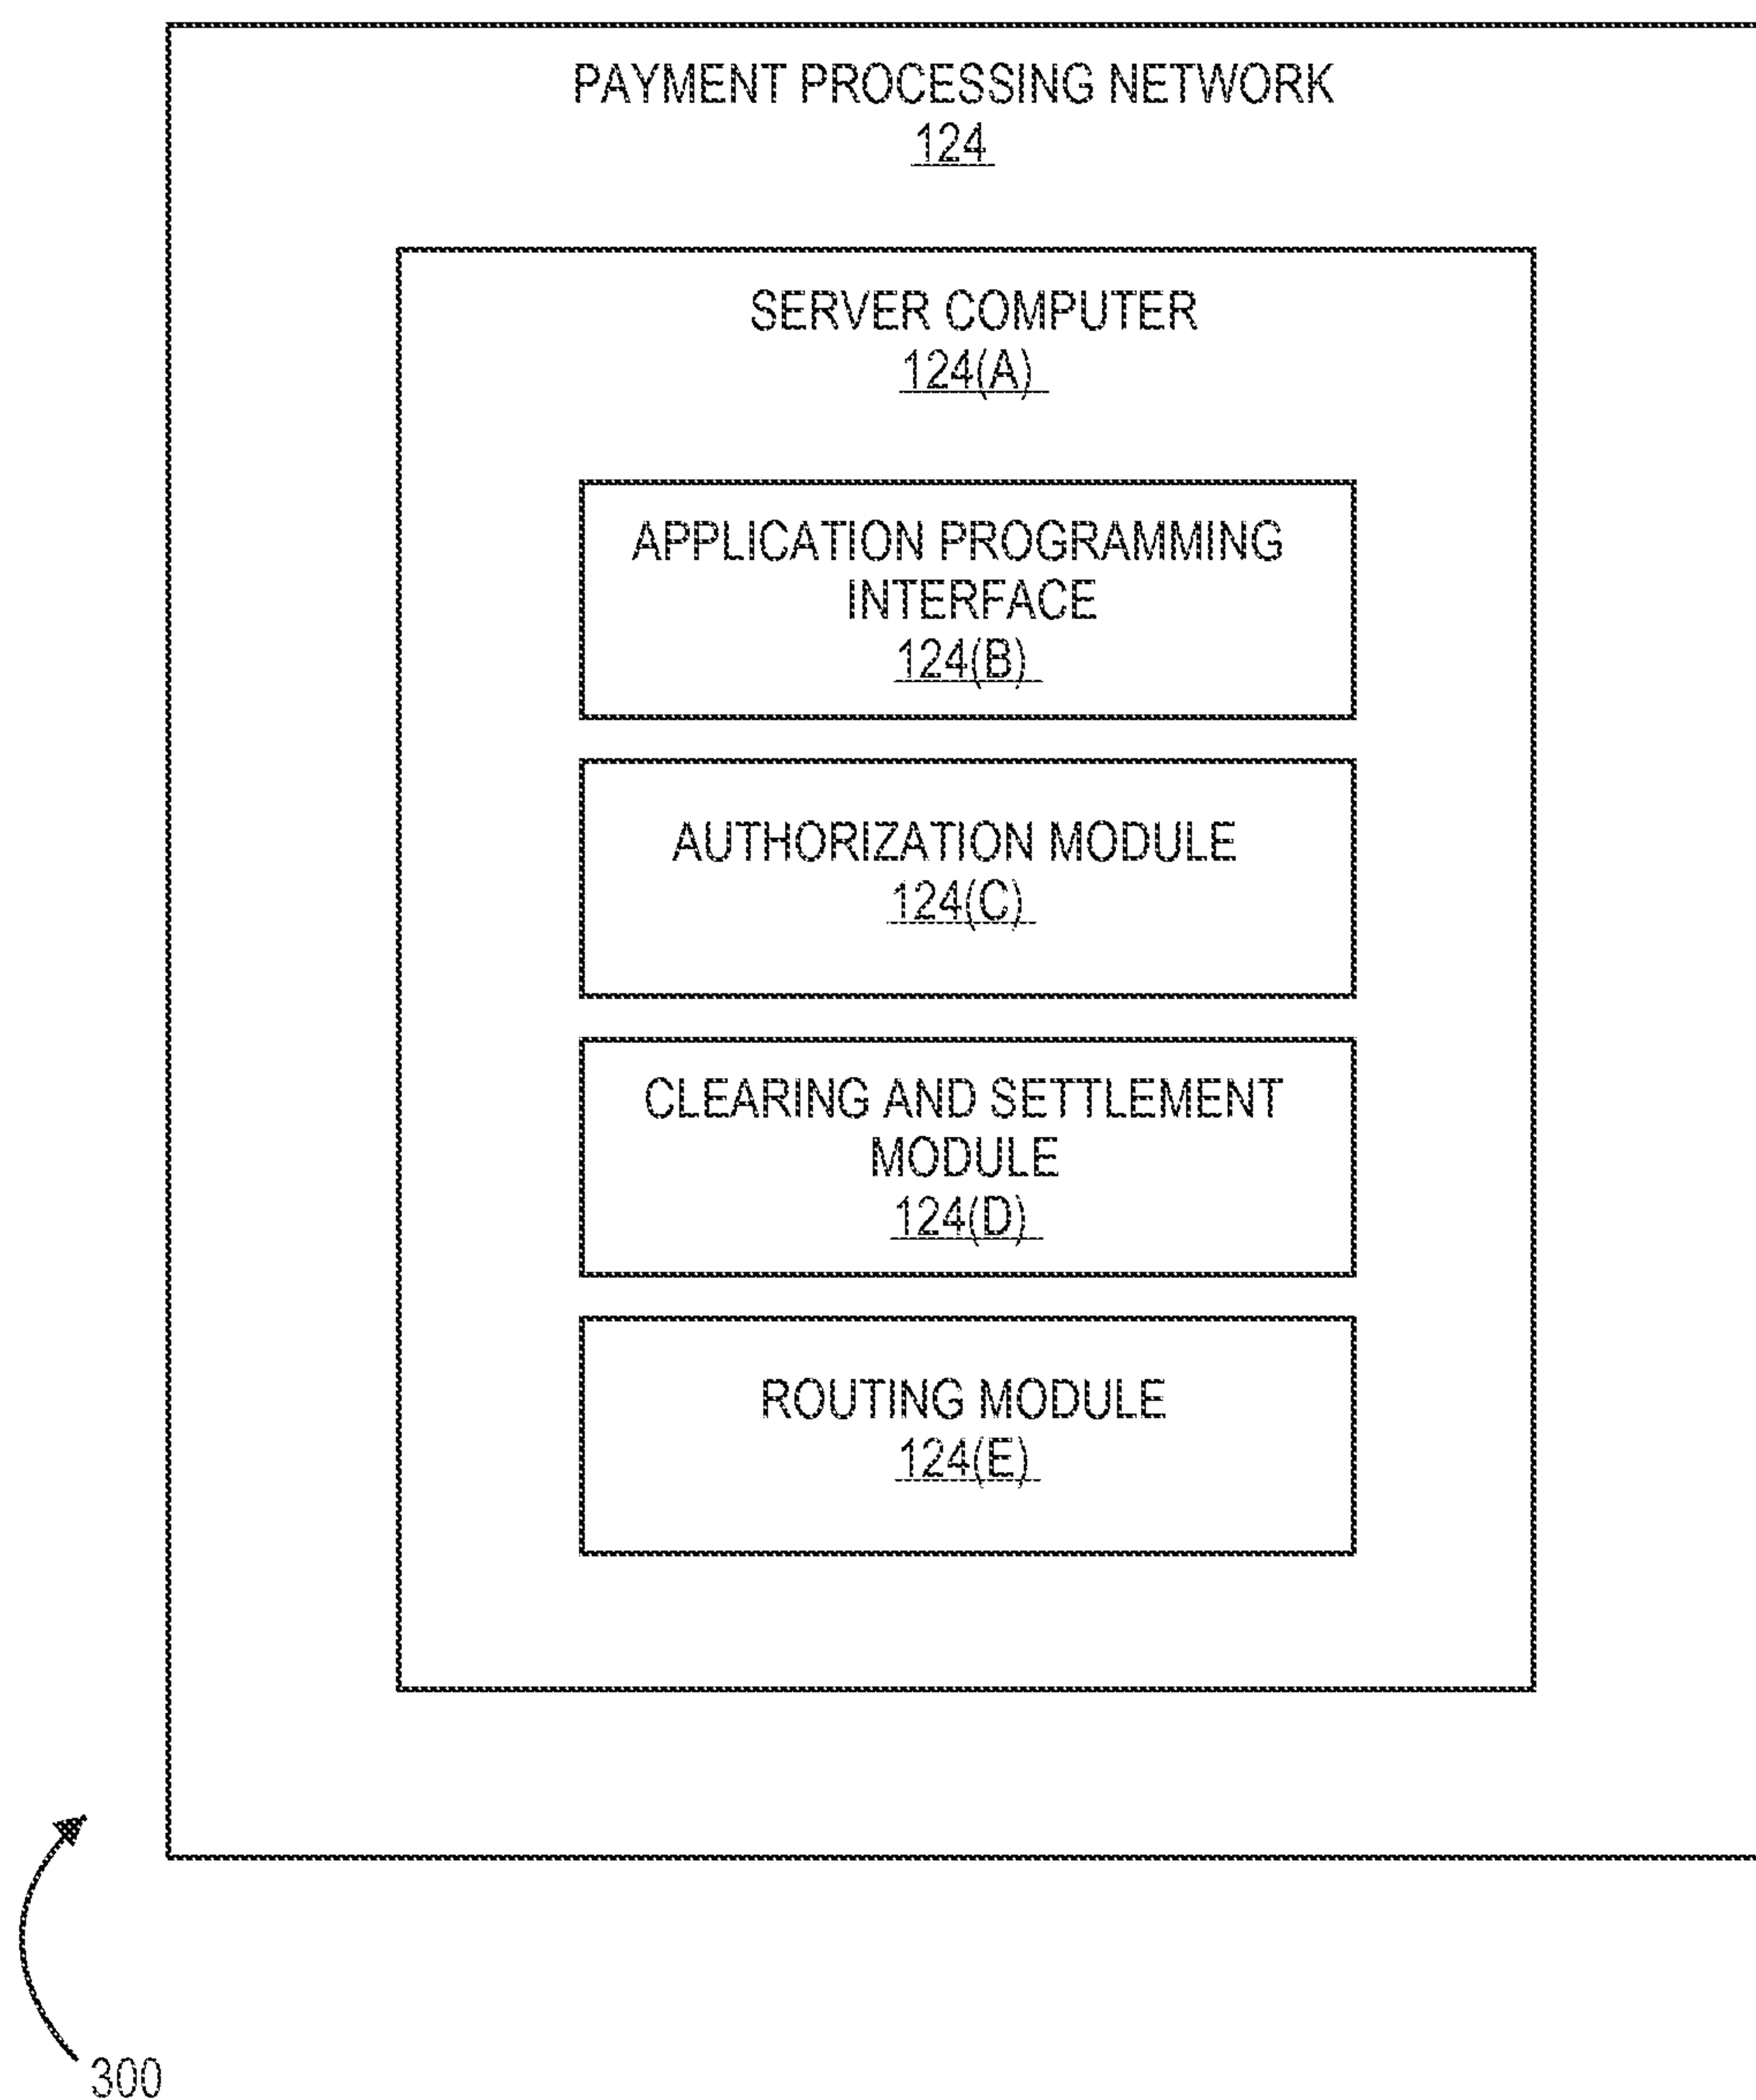 PAYMENT PROCESSING NETWORK
124
SERVER COMPUTER
124(A)
APPLICATION PROGRAMMING
INTERFACE
124(B)
AUTHORIZATION MODULE
124(C)
CLEARING AND SETTLEMENT
MODULE
124(D)
ROUTING MODULE
124(E)
300